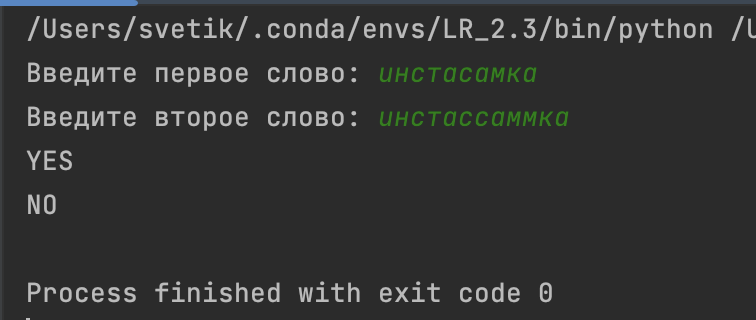 /Users/svetik/.conda/envs/LR_2.3/bin/python
Введите первое слово: инстасамка
Введите второе слово: инстассаммка
YES
NO
Process finished with exit code 0